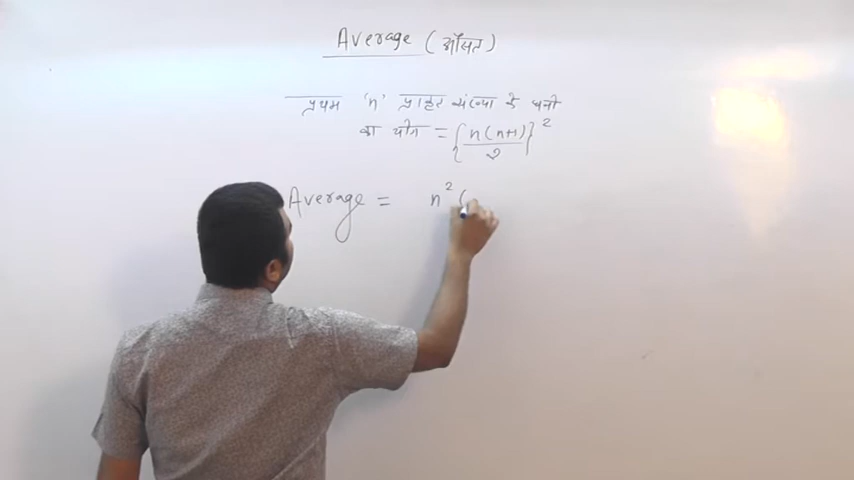 Average (औसत)
प्रथम 'n' प्राकृत संख्या के घनो
का योग = {n(n+1)/2}²
Average = n² (